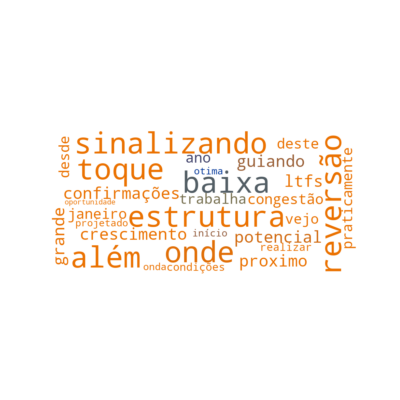 desde
sinalizando
deste
reversão
ano
guiando
praticamente
toque
otima
baixa
ltfs
confirmações
trabalha
congestão
oportunidade
grande
janeiro
estrutura
vejo
projetado
crescimento
início
potencial
além
onde
realizar
proximo
onda
condições